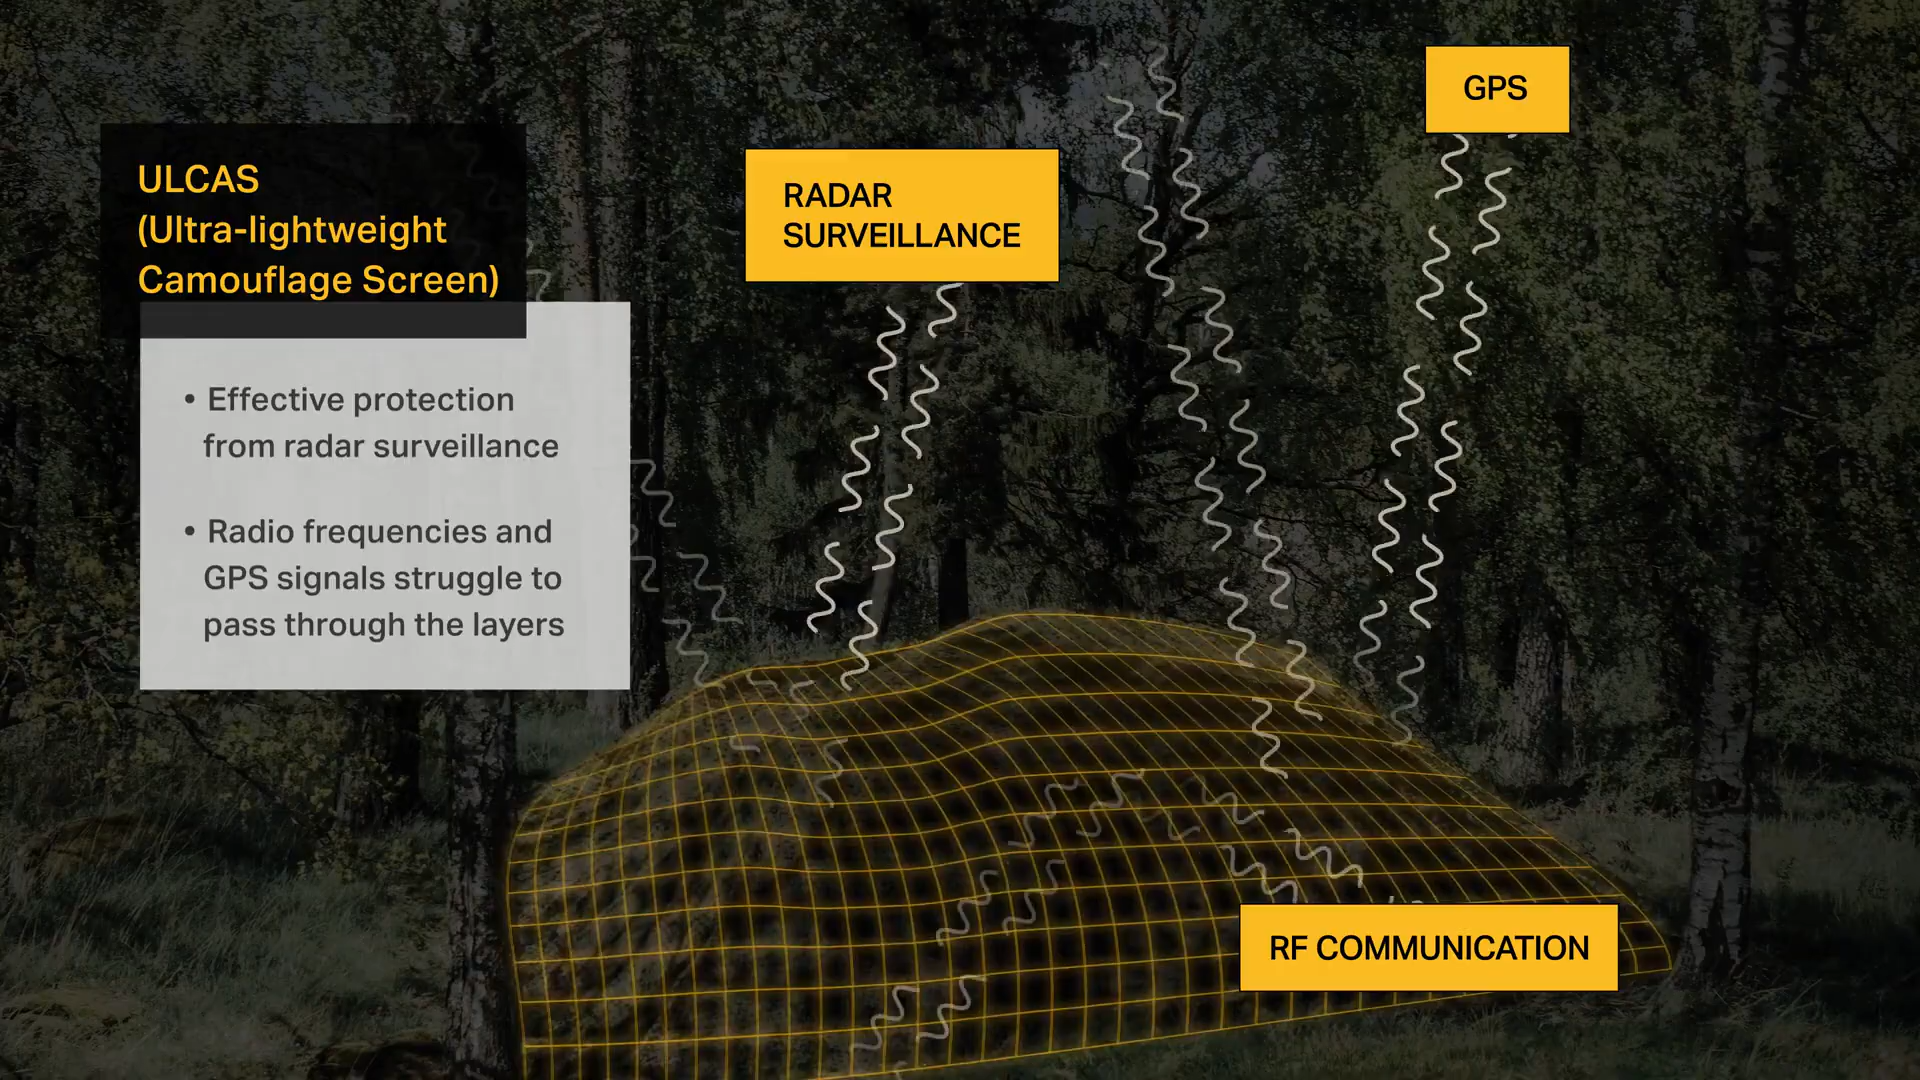 ULCAS
(Ultra-lightweight
Camouflage Screen)
• Effective protection
from radar surveillance
• Radio frequencies and
GPS signals struggle to
pass through the layers
RADAR
SURVEILLANCE
GPS
RF COMMUNICATION